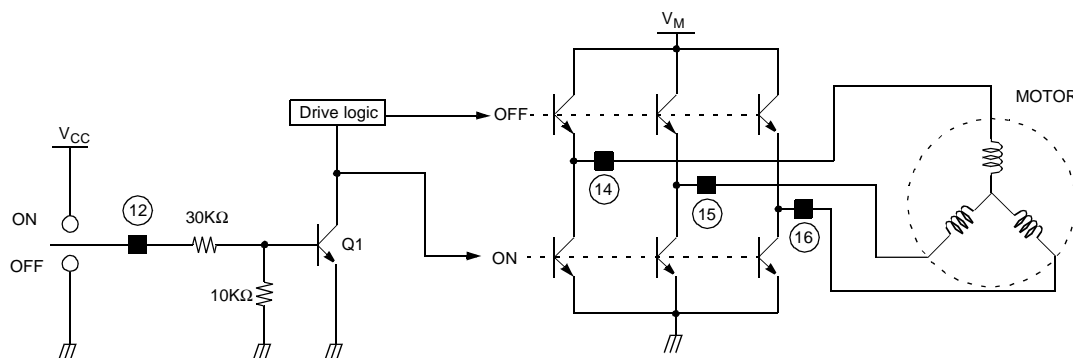 V_M
Drive logic
OFF
MOTOR
V_CC
14
12
15
ON
30KΩ
16
Q1
OFF
ON
10KΩ